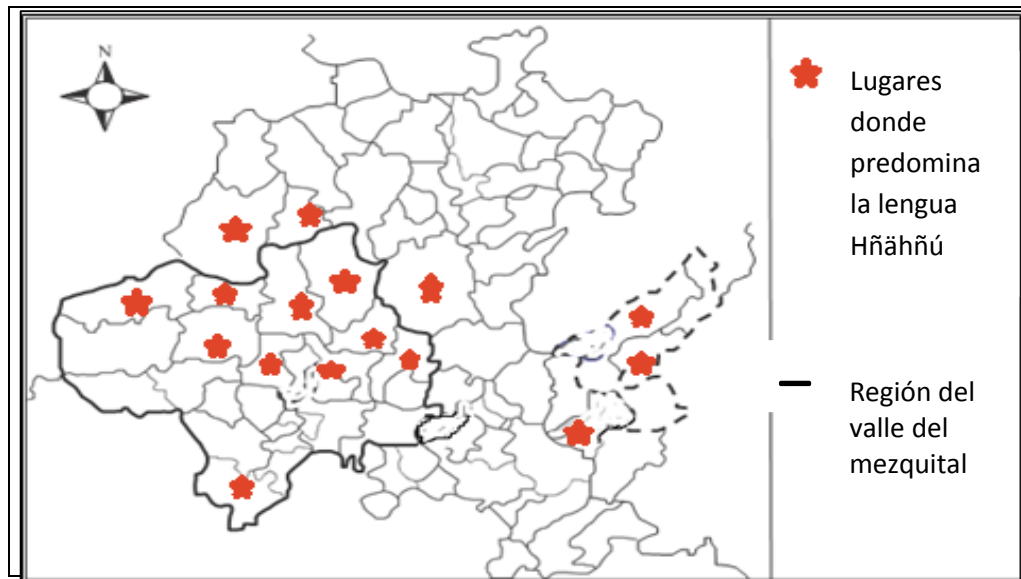 N
Lugares
donde
predomina
la lengua
Hñähñú
Región del
valle del
mezquital